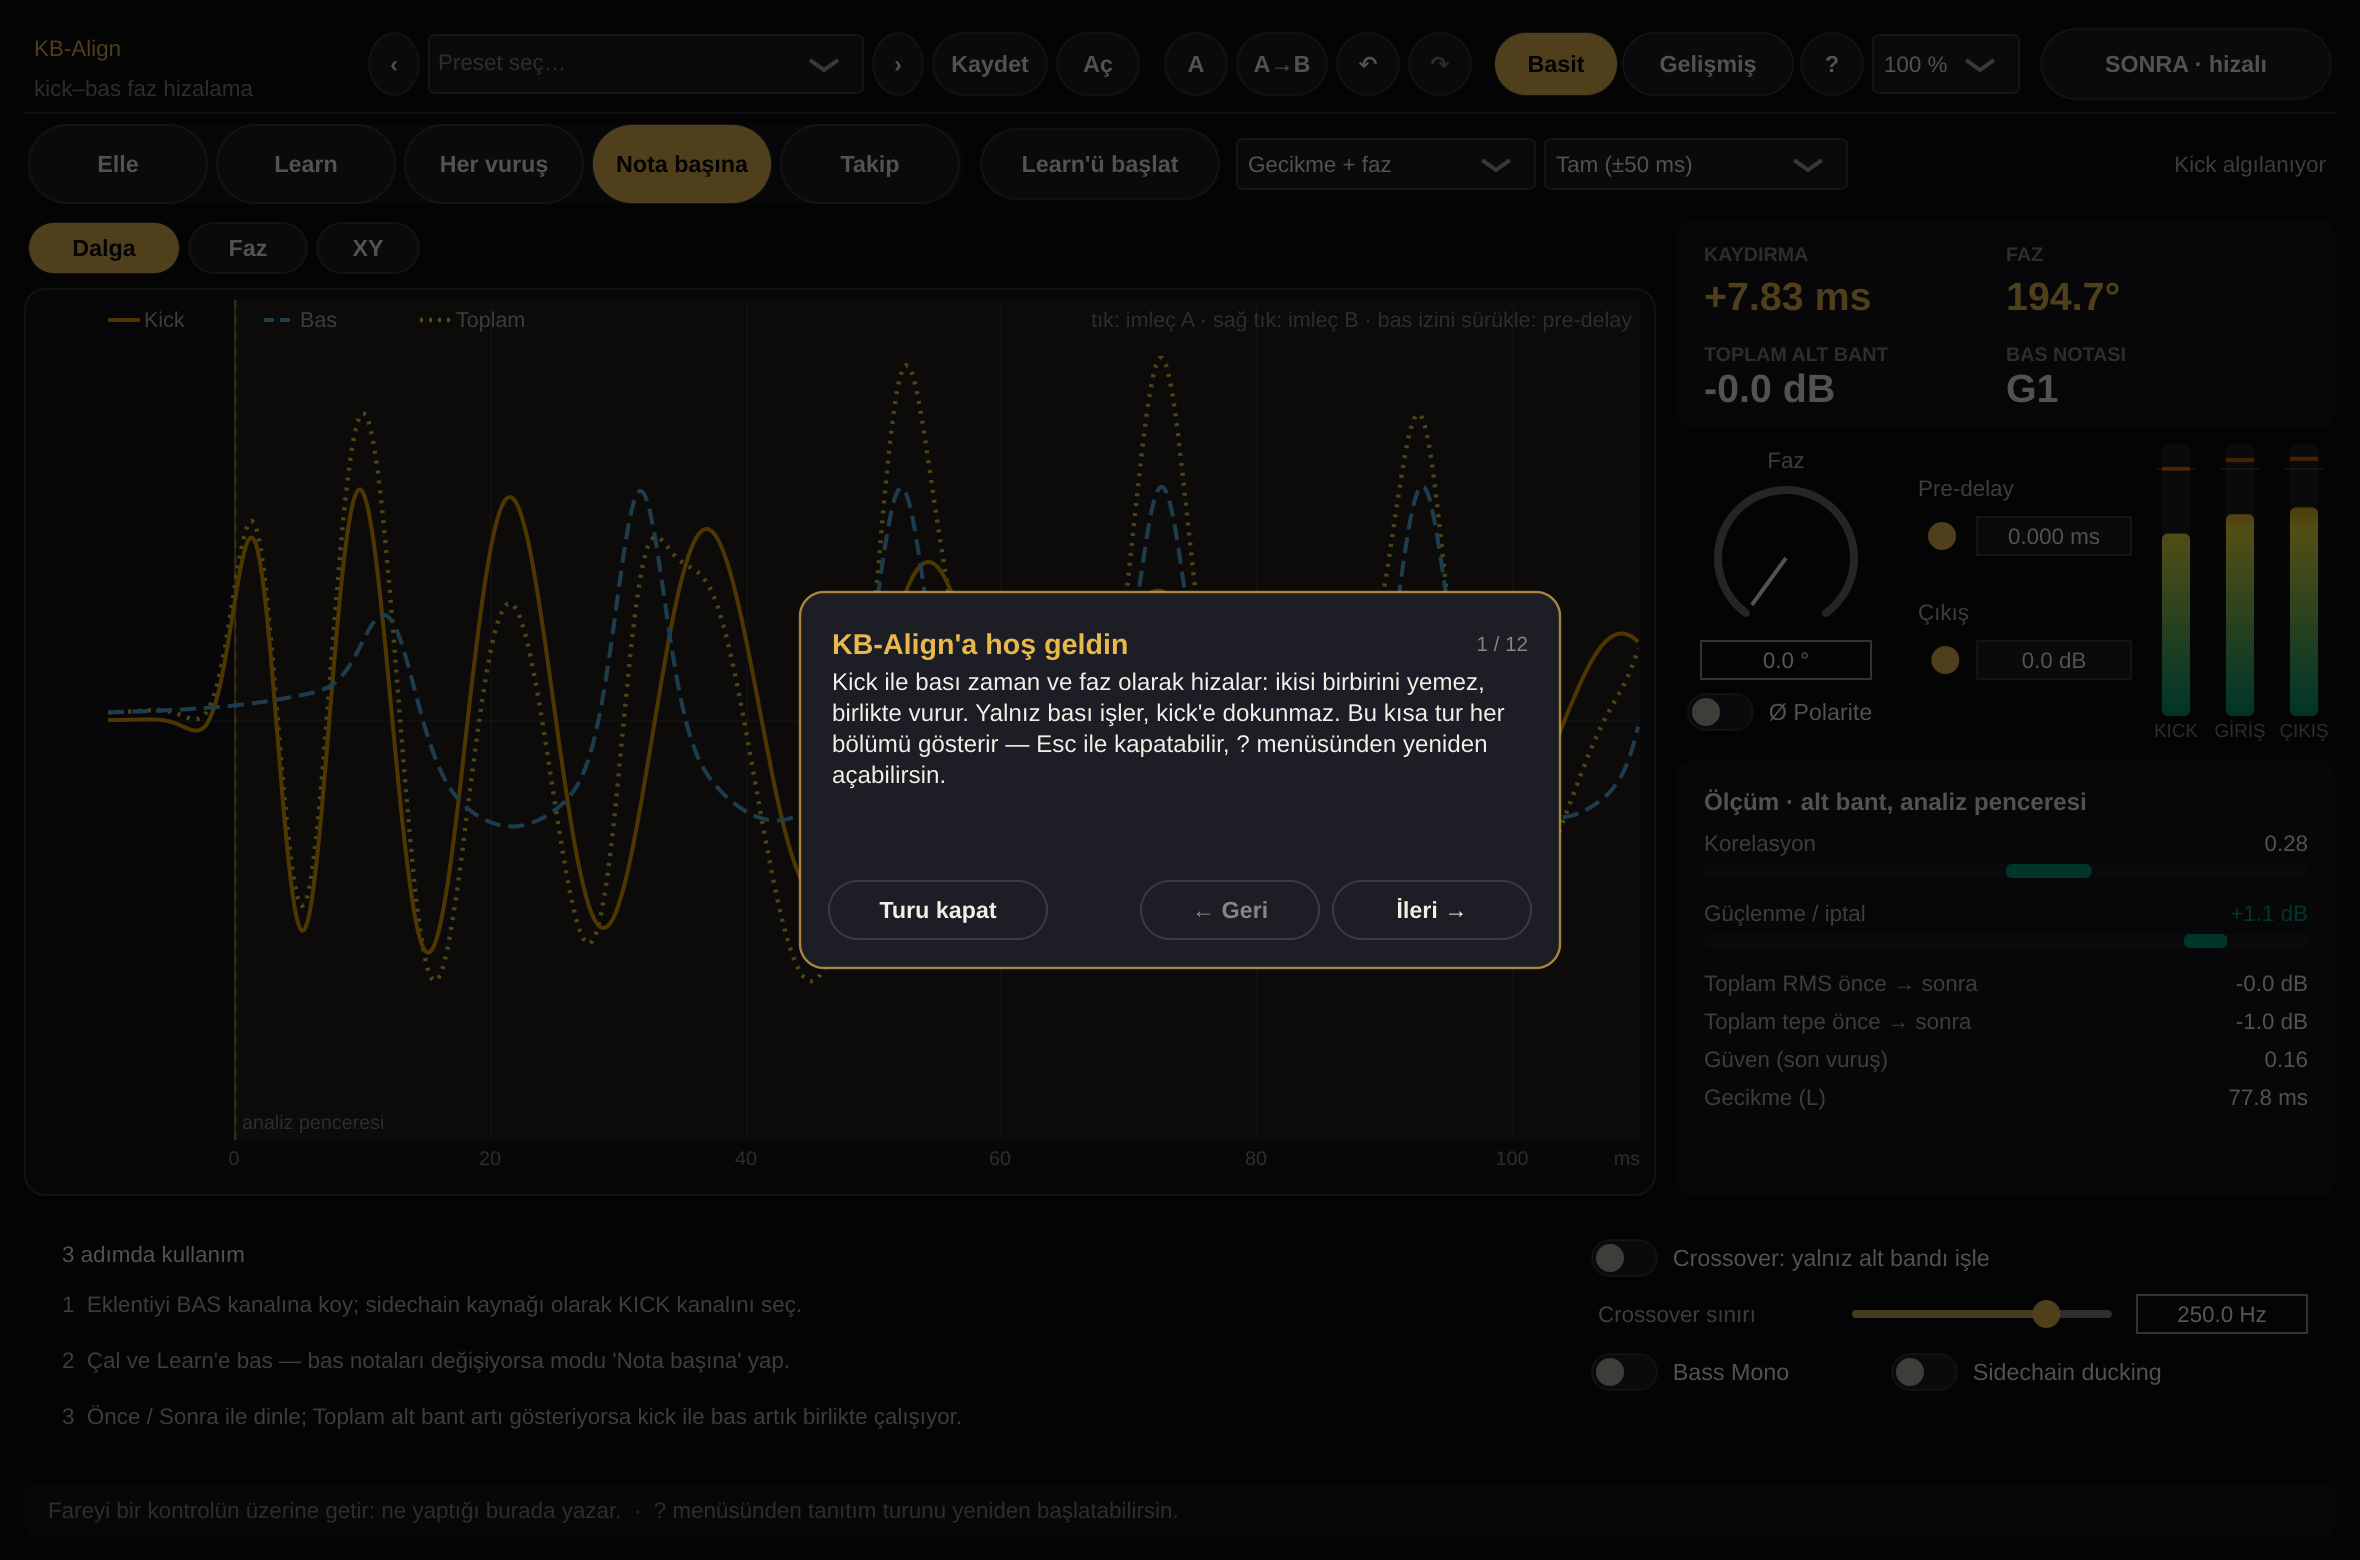 KB-Align
kick–bas faz hizalama
‹
Preset seç…
›
Kaydet
Aç
A
A→B
↶
↷
Basit
Gelişmiş
?
100 %
SONRA · hizalı
Elle
Learn
Her vuruş
Nota başına
Takip
Learn'ü başlat
Gecikme + faz
Tam (±50 ms)
Kick algılanıyor
Dalga
Faz
XY
Kick
Bas
Toplam
tık: imleç A · sağ tık: imleç B · bas izini sürükle: pre-delay
analiz penceresi
0
20
40
60
80
100
ms
KB-Align'a hoş geldin
1 / 12
Kick ile bası zaman ve faz olarak hizalar: ikisi birbirini yemez,
birlikte vurur. Yalnız bası işler, kick'e dokunmaz. Bu kısa tur her
bölümü gösterir — Esc ile kapatabilir, ? menüsünden yeniden
açabilirsin.
Turu kapat
← Geri
İleri →
KAYDIRMA
+7.83 ms
FAZ
194.7°
TOPLAM ALT BANT
-0.0 dB
BAS NOTASI
G1
Faz
0.0 °
Ø Polarite
Pre-delay
0.000 ms
Çıkış
0.0 dB
KICK
GİRİŞ
ÇIKIŞ
Ölçüm · alt bant, analiz penceresi
Korelasyon
0.28
Güçlenme / iptal
+1.1 dB
Toplam RMS önce → sonra
-0.0 dB
Toplam tepe önce → sonra
-1.0 dB
Güven (son vuruş)
0.16
Gecikme (L)
77.8 ms
3 adımda kullanım
1 Eklentiyi BAS kanalına koy; sidechain kaynağı olarak KICK kanalını seç.
2 Çal ve Learn'e bas — bas notaları değişiyorsa modu 'Nota başına' yap.
3 Önce / Sonra ile dinle; Toplam alt bant artı gösteriyorsa kick ile bas artık birlikte çalışıyor.
Crossover: yalnız alt bandı işle
Crossover sınırı
250.0 Hz
Bass Mono
Sidechain ducking
Fareyi bir kontrolün üzerine getir: ne yaptığı burada yazar. · ? menüsünden tanıtım turunu yeniden başlatabilirsin.